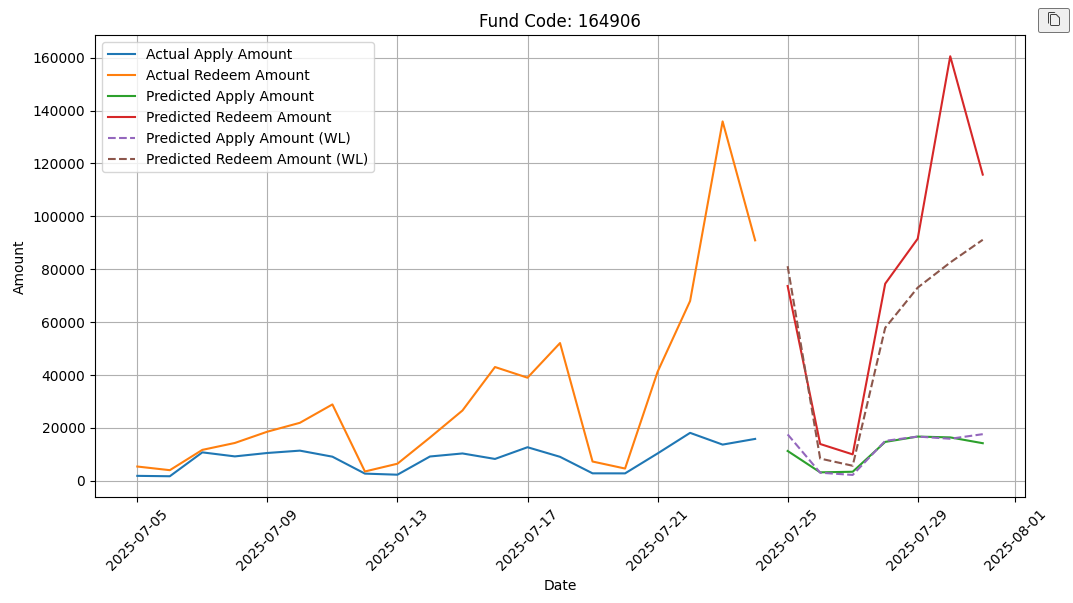 Fund Code: 164906
Actual Apply Amount
Actual Redeem Amount
Predicted Apply Amount
Predicted Redeem Amount
Predicted Apply Amount (WL)
Predicted Redeem Amount (WL)
160000
140000
120000
100000
80000
60000
40000
20000
0
Amount
2025-07-05
2025-07-09
2025-07-13
2025-07-17
2025-07-21
2025-07-25
2025-07-29
2025-08-01
Date